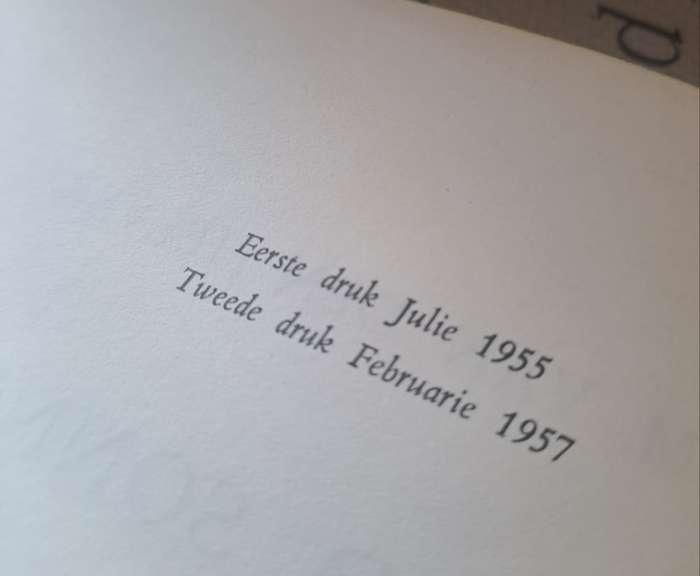 Eerste druk Julie 1955
Tweede druk Februarie 1957